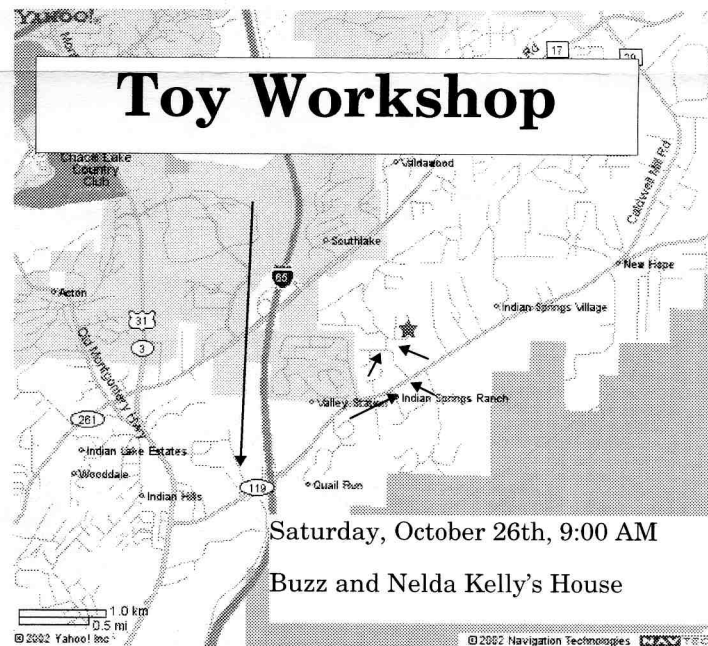 YAHOO!
17
29
Rd
Toy Workshop
Country
Club
Valdawood
Caldwell Mill Rd
Southlake
65
New Hope
Acton
Indian Springs Village
31
3
Old Montgomery Hwy
Valley Station
Indian Springs Ranch
261
Indian Lake Estates
Wooddale
Indian Hills
119
Quail Run
Saturday, October 26th, 9:00 AM
Buzz and Nelda Kelly's House
1.0 km
0.5 mi
© 2002 Yahoo! Inc
© 2002 Navigation Technologies